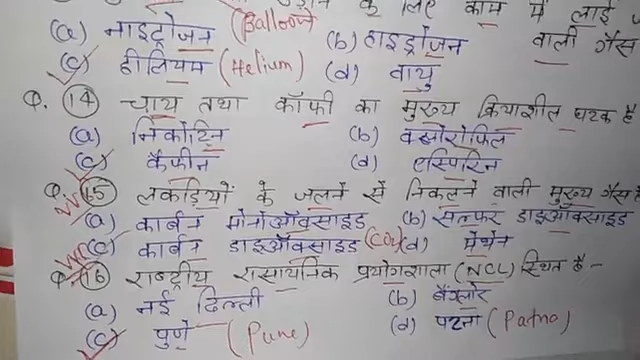 के लिए काम में लाई
(a) नाइट्रोजन (Balloon) (b) हाइड्रोजन वाली गैस
(c) हीलियम (Helium) (d) वायु
Q. 14 चाय तथा कॉफी का मुख्य क्रियाशील घटक है
(a) निकोटिन (b) क्लोरोफिल
(c) कैफीन (d) एस्पिरिन
Q. 15 लकड़ियों के जलने से निकलने वाली मुख्य गैस है
(a) कार्बन मोनोऑक्साइड (b) सल्फर डाइऑक्साइड
(c) कार्बन डाइऑक्साइड (CO₂) (d) मेथेन
Q. 16 राष्ट्रीय रासायनिक प्रयोगशाला (NCL) स्थित है -
(a) नई दिल्ली (b) बैंग्लोर
(c) पुणे (Pune) (d) पटना (Patna)